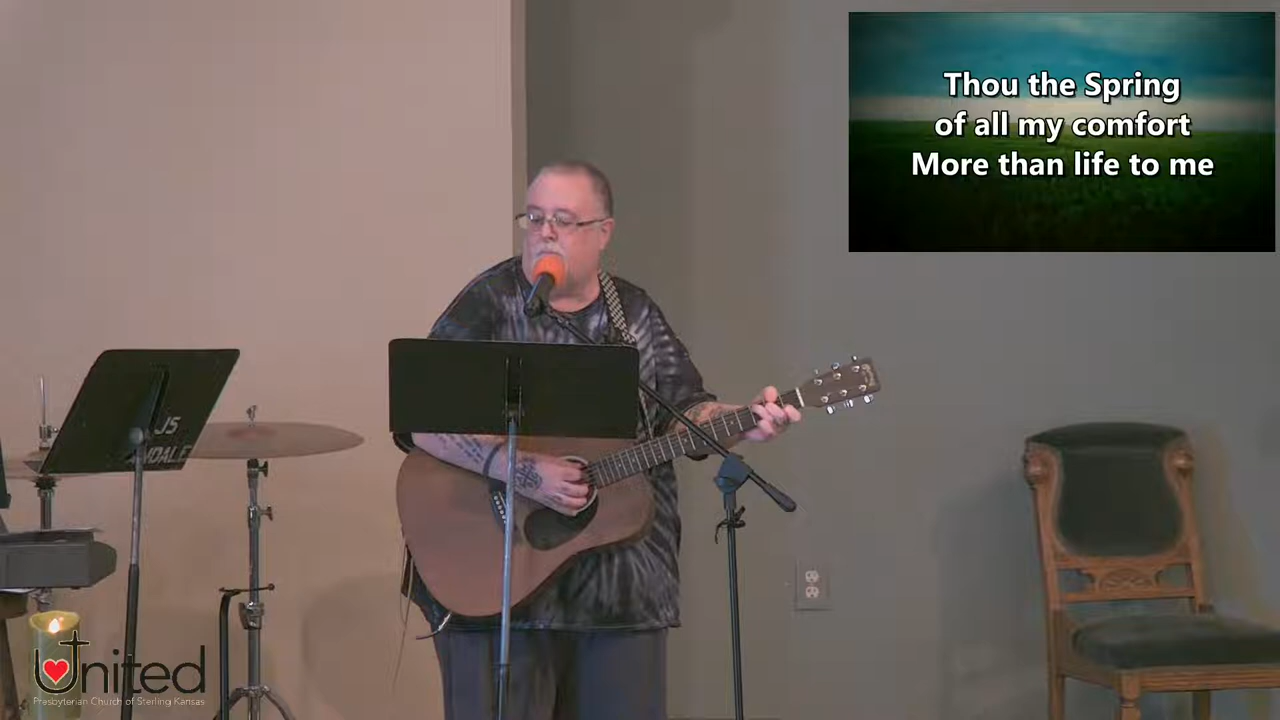 Thou the Spring
of all my comfort
More than life to me
United
Presbyterian Church of Sterling Kansas